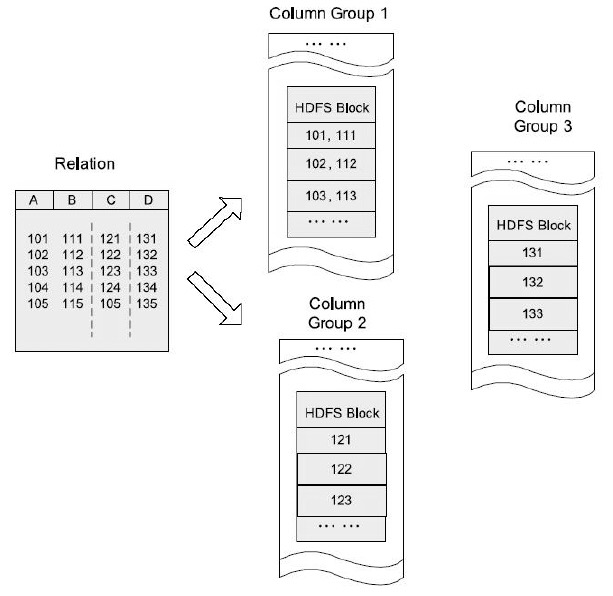 Column Group 1
... ...
HDFS Block
101, 111
102, 112
103, 113
... ...
Relation
A B C D
101 111 121 131
102 112 122 132
103 113 123 133
104 114 124 134
105 115 105 135
Column
Group 2
... ...
HDFS Block
121
122
123
... ...
Column
Group 3
... ...
HDFS Block
131
132
133
... ...